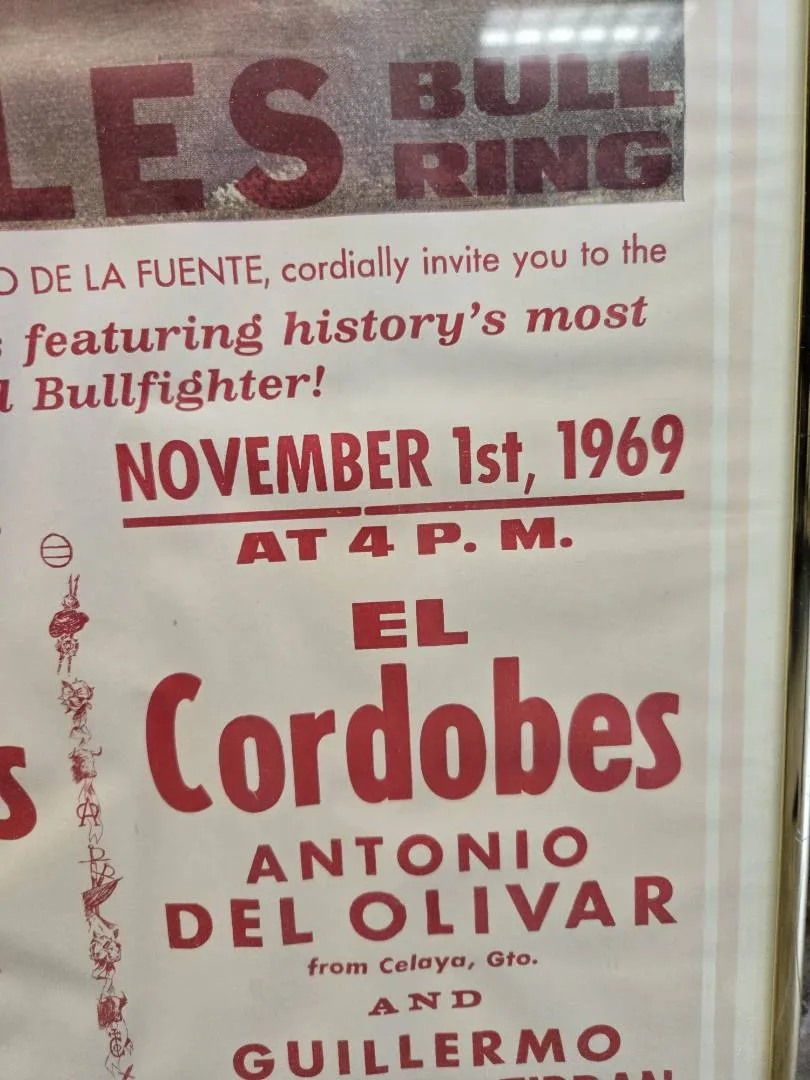 LES BULL
RING
O DE LA FUENTE, cordially invite you to the
s featuring history's most
l Bullfighter!
NOVEMBER 1st, 1969
AT 4 P. M.
EL
Cordobes
s
ANTONIO
DEL OLIVAR
from Celaya, Gto.
AND
GUILLERMO